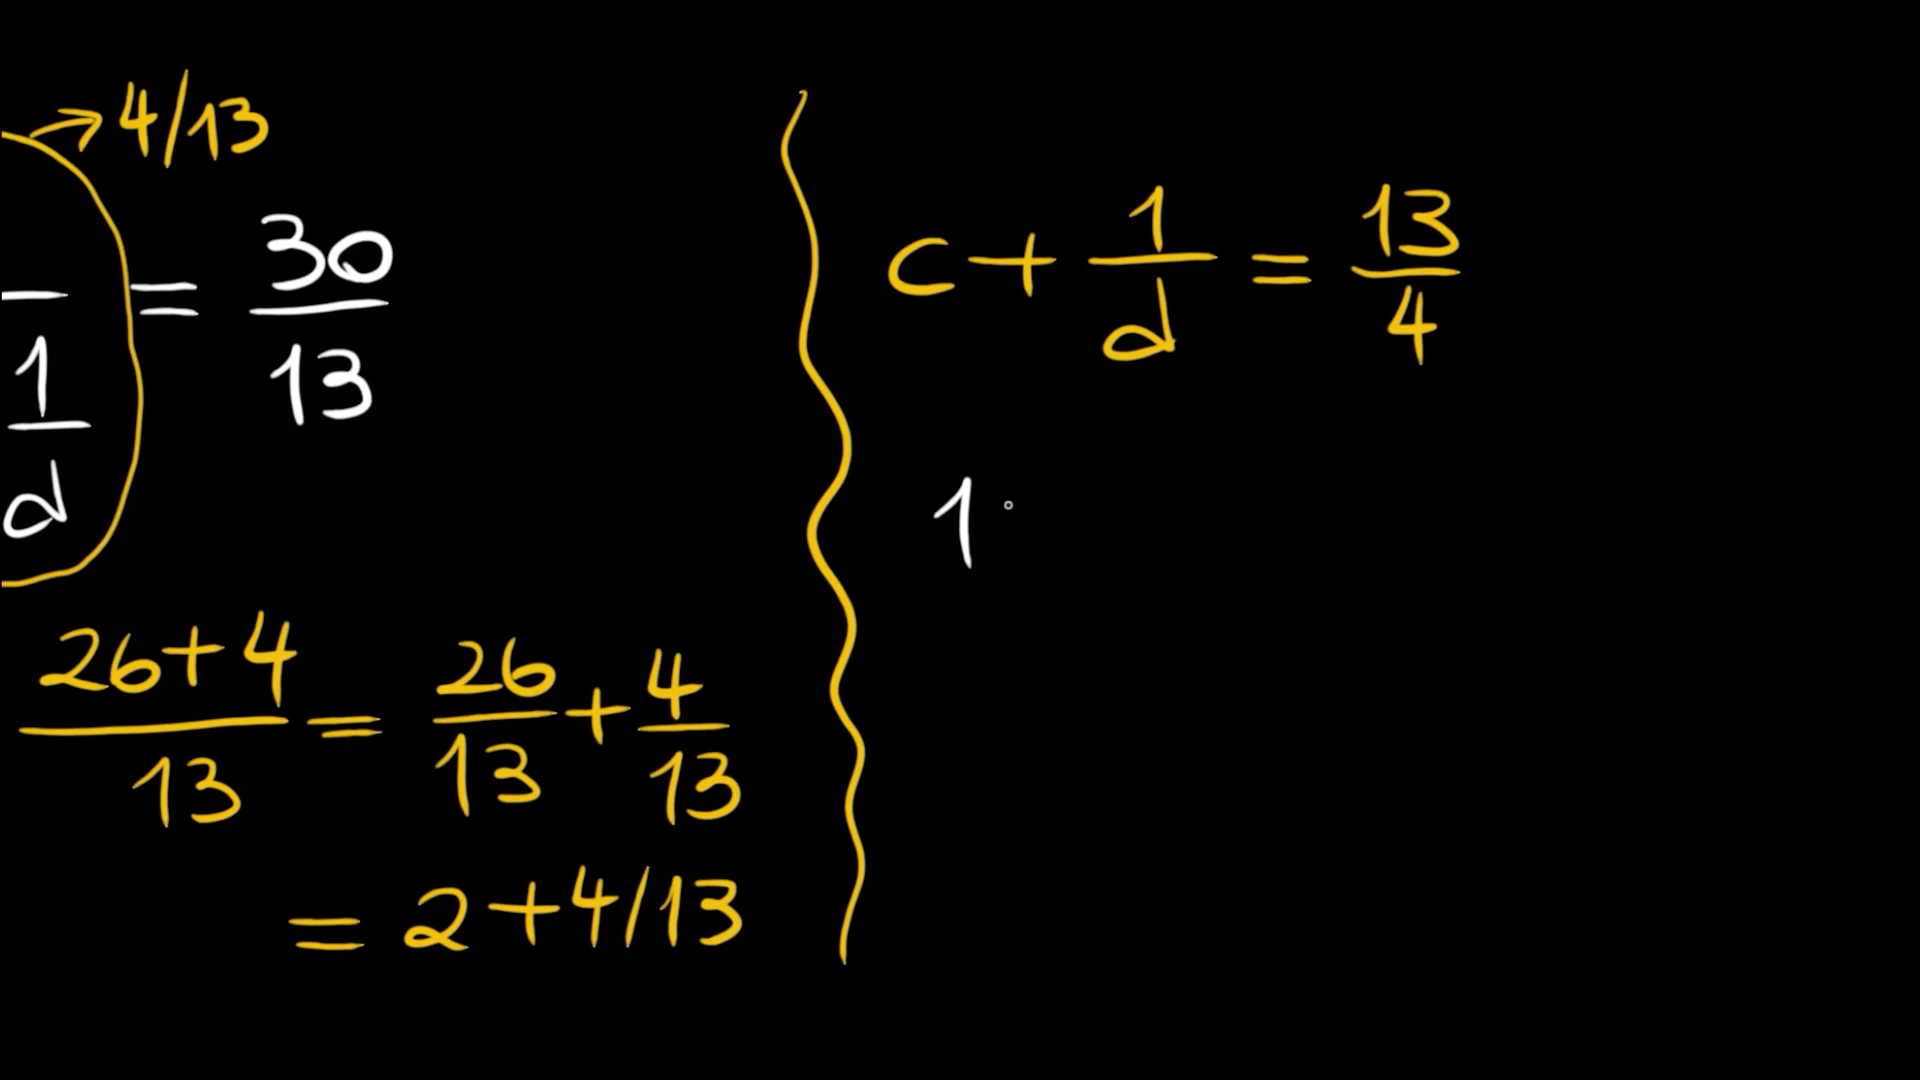 → 4/13
1/d = 30/13
(26+4)/13 = 26/13 + 4/13
= 2 + 4/13
c + 1/d = 13/4
1